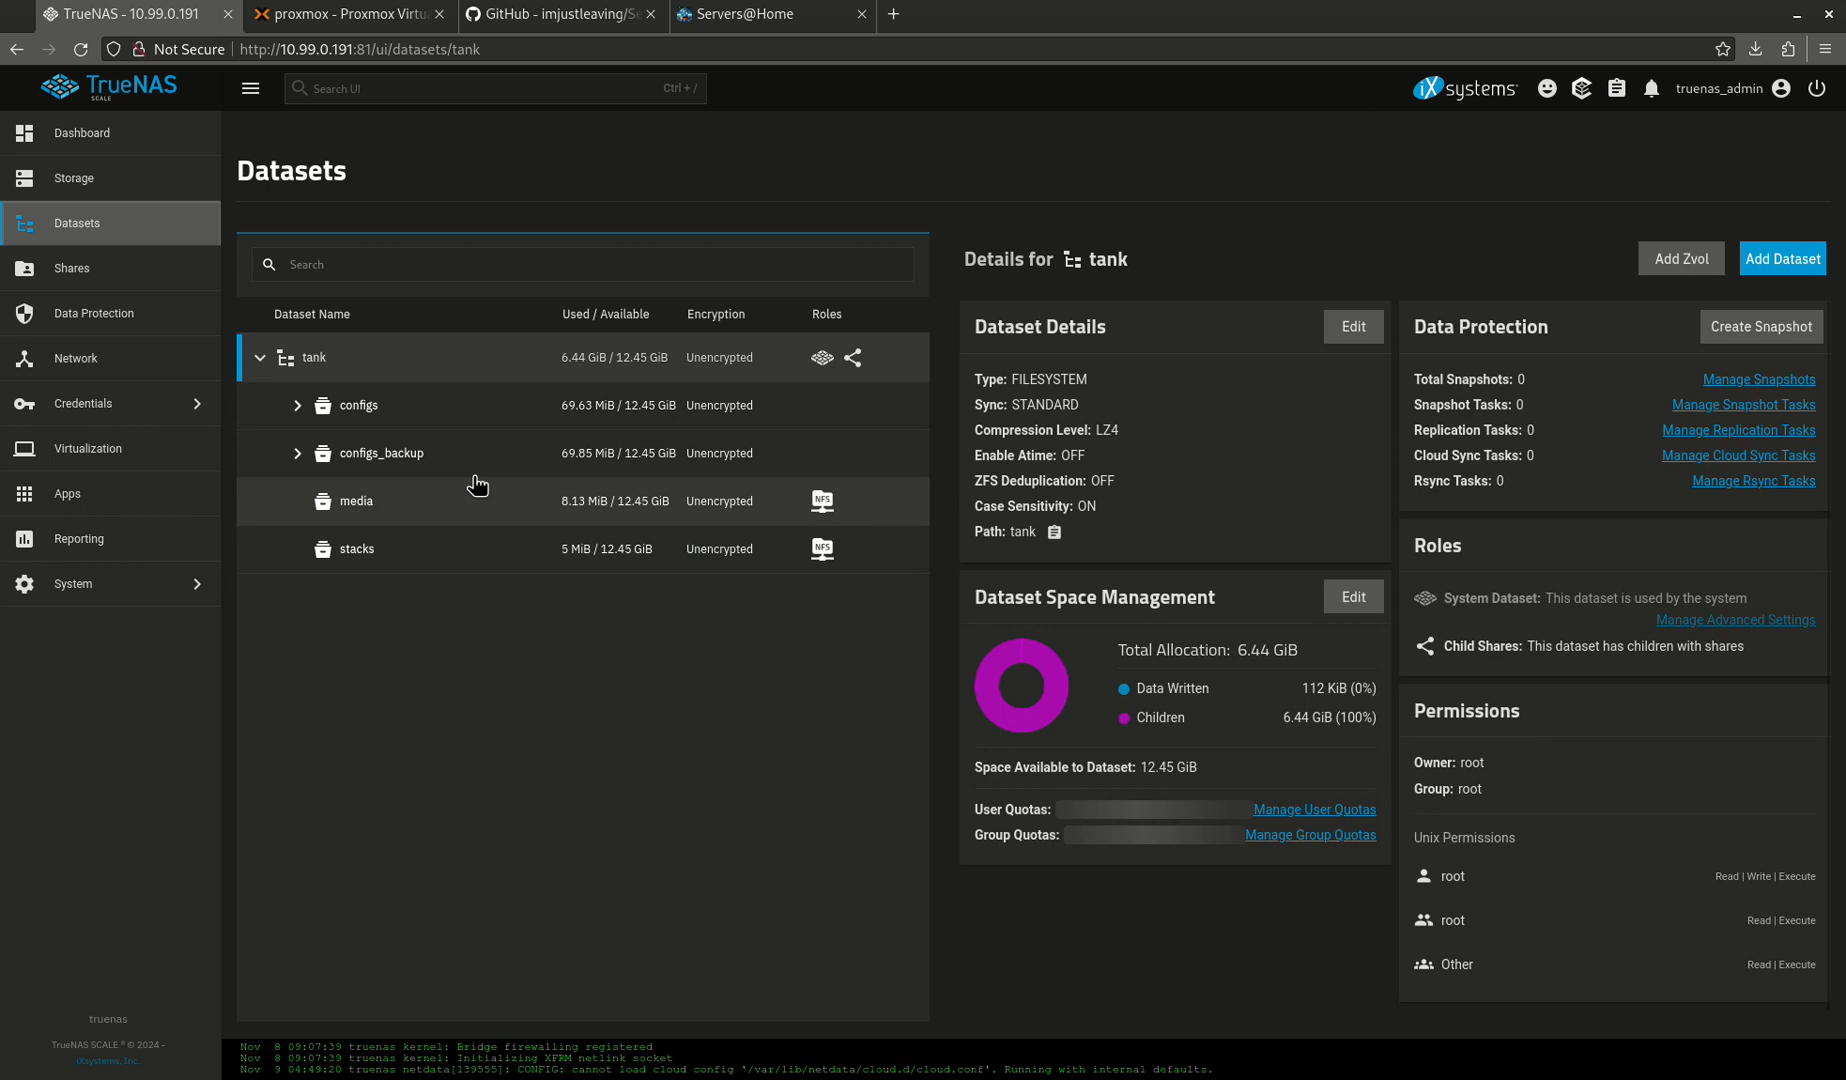 TrueNAS - 10.99.0.191
proxmox - Proxmox Virtu
GitHub - imjustleaving/Se
Servers@Home
Not Secure http://10.99.0.191:81/ui/datasets/tank
TrueNAS
SCALE
Search UI Ctrl + /
iXsystems
truenas_admin
Dashboard
Storage
Datasets
Shares
Data Protection
Network
Credentials
Virtualization
Apps
Reporting
System
truenas
TrueNAS SCALE ® © 2024 -
iXsystems, Inc.
Datasets
Search
Dataset Name Used / Available Encryption Roles
tank 6.44 GiB / 12.45 GiB Unencrypted
configs 69.63 MiB / 12.45 GiB Unencrypted
configs_backup 69.85 MiB / 12.45 GiB Unencrypted
media 8.13 MiB / 12.45 GiB Unencrypted NFS
stacks 5 MiB / 12.45 GiB Unencrypted NFS
Details for tank
Add Zvol
Add Dataset
Dataset Details
Edit
Type: FILESYSTEM
Sync: STANDARD
Compression Level: LZ4
Enable Atime: OFF
ZFS Deduplication: OFF
Case Sensitivity: ON
Path: tank
Dataset Space Management
Edit
Total Allocation: 6.44 GiB
Data Written 112 KiB (0%)
Children 6.44 GiB (100%)
Space Available to Dataset: 12.45 GiB
User Quotas: Manage User Quotas
Group Quotas: Manage Group Quotas
Data Protection
Create Snapshot
Total Snapshots: 0 Manage Snapshots
Snapshot Tasks: 0 Manage Snapshot Tasks
Replication Tasks: 0 Manage Replication Tasks
Cloud Sync Tasks: 0 Manage Cloud Sync Tasks
Rsync Tasks: 0 Manage Rsync Tasks
Roles
System Dataset: This dataset is used by the system
Manage Advanced Settings
Child Shares: This dataset has children with shares
Permissions
Owner: root
Group: root
Unix Permissions
root Read | Write | Execute
root Read | Execute
Other Read | Execute
Nov 8 09:07:39 truenas kernel: Bridge firewalling registered
Nov 8 09:07:39 truenas kernel: Initializing XFRM netlink socket
Nov 9 04:49:20 truenas netdata[139555]: CONFIG: cannot load cloud config '/var/lib/netdata/cloud.d/cloud.conf'. Running with internal defaults.